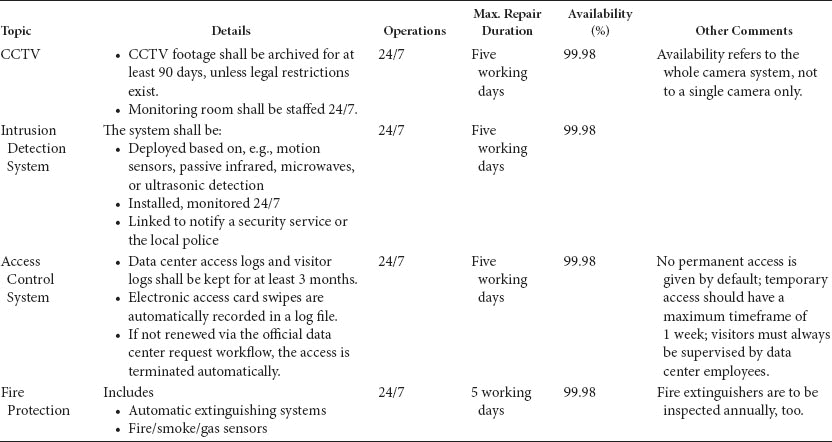 Topic Details Operations Max. Repair Duration Availability (%) Other Comments
CCTV
• CCTV footage shall be archived for at
least 90 days, unless legal restrictions
exist.
• Monitoring room shall be staffed 24/7.
24/7
Five
working
days
99.98
Availability refers to the
whole camera system, not
to a single camera only.
Intrusion
Detection
System
The system shall be:
• Deployed based on, e.g., motion
sensors, passive infrared, microwaves,
or ultrasonic detection
• Installed, monitored 24/7
• Linked to notify a security service or
the local police
24/7
Five
working
days
99.98
Access
Control
System
• Data center access logs and visitor
logs shall be kept for at least 3 months.
• Electronic access card swipes are
automatically recorded in a log file.
• If not renewed via the official data
center request workflow, the access is
terminated automatically.
24/7
Five
working
days
99.98
No permanent access is
given by default; temporary
access should have a
maximum timeframe of
1 week; visitors must always
be supervised by data
center employees.
Fire
Protection
Includes
• Automatic extinguishing systems
• Fire/smoke/gas sensors
24/7
5 working
days
99.98
Fire extinguishers are to be
inspected annually, too.